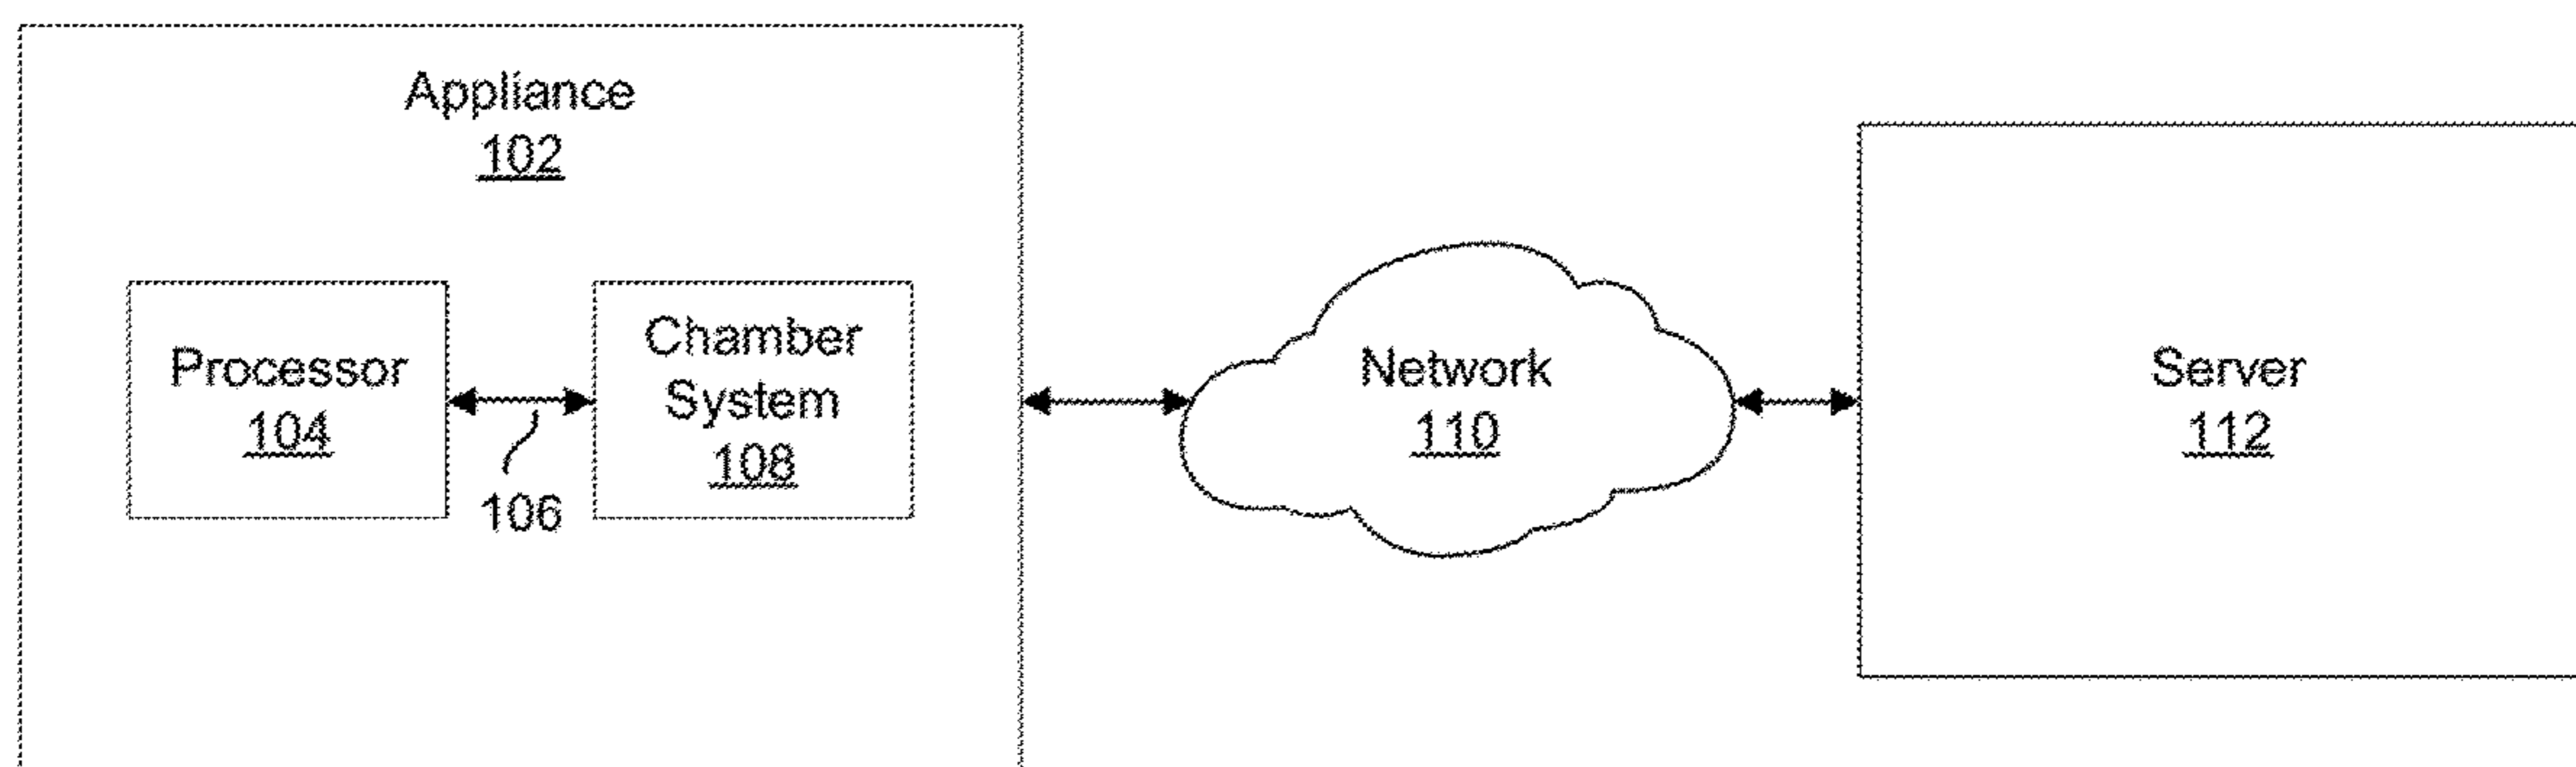 Appliance
102
Processor
104
106
Chamber
System
108
Network
110
Server
112